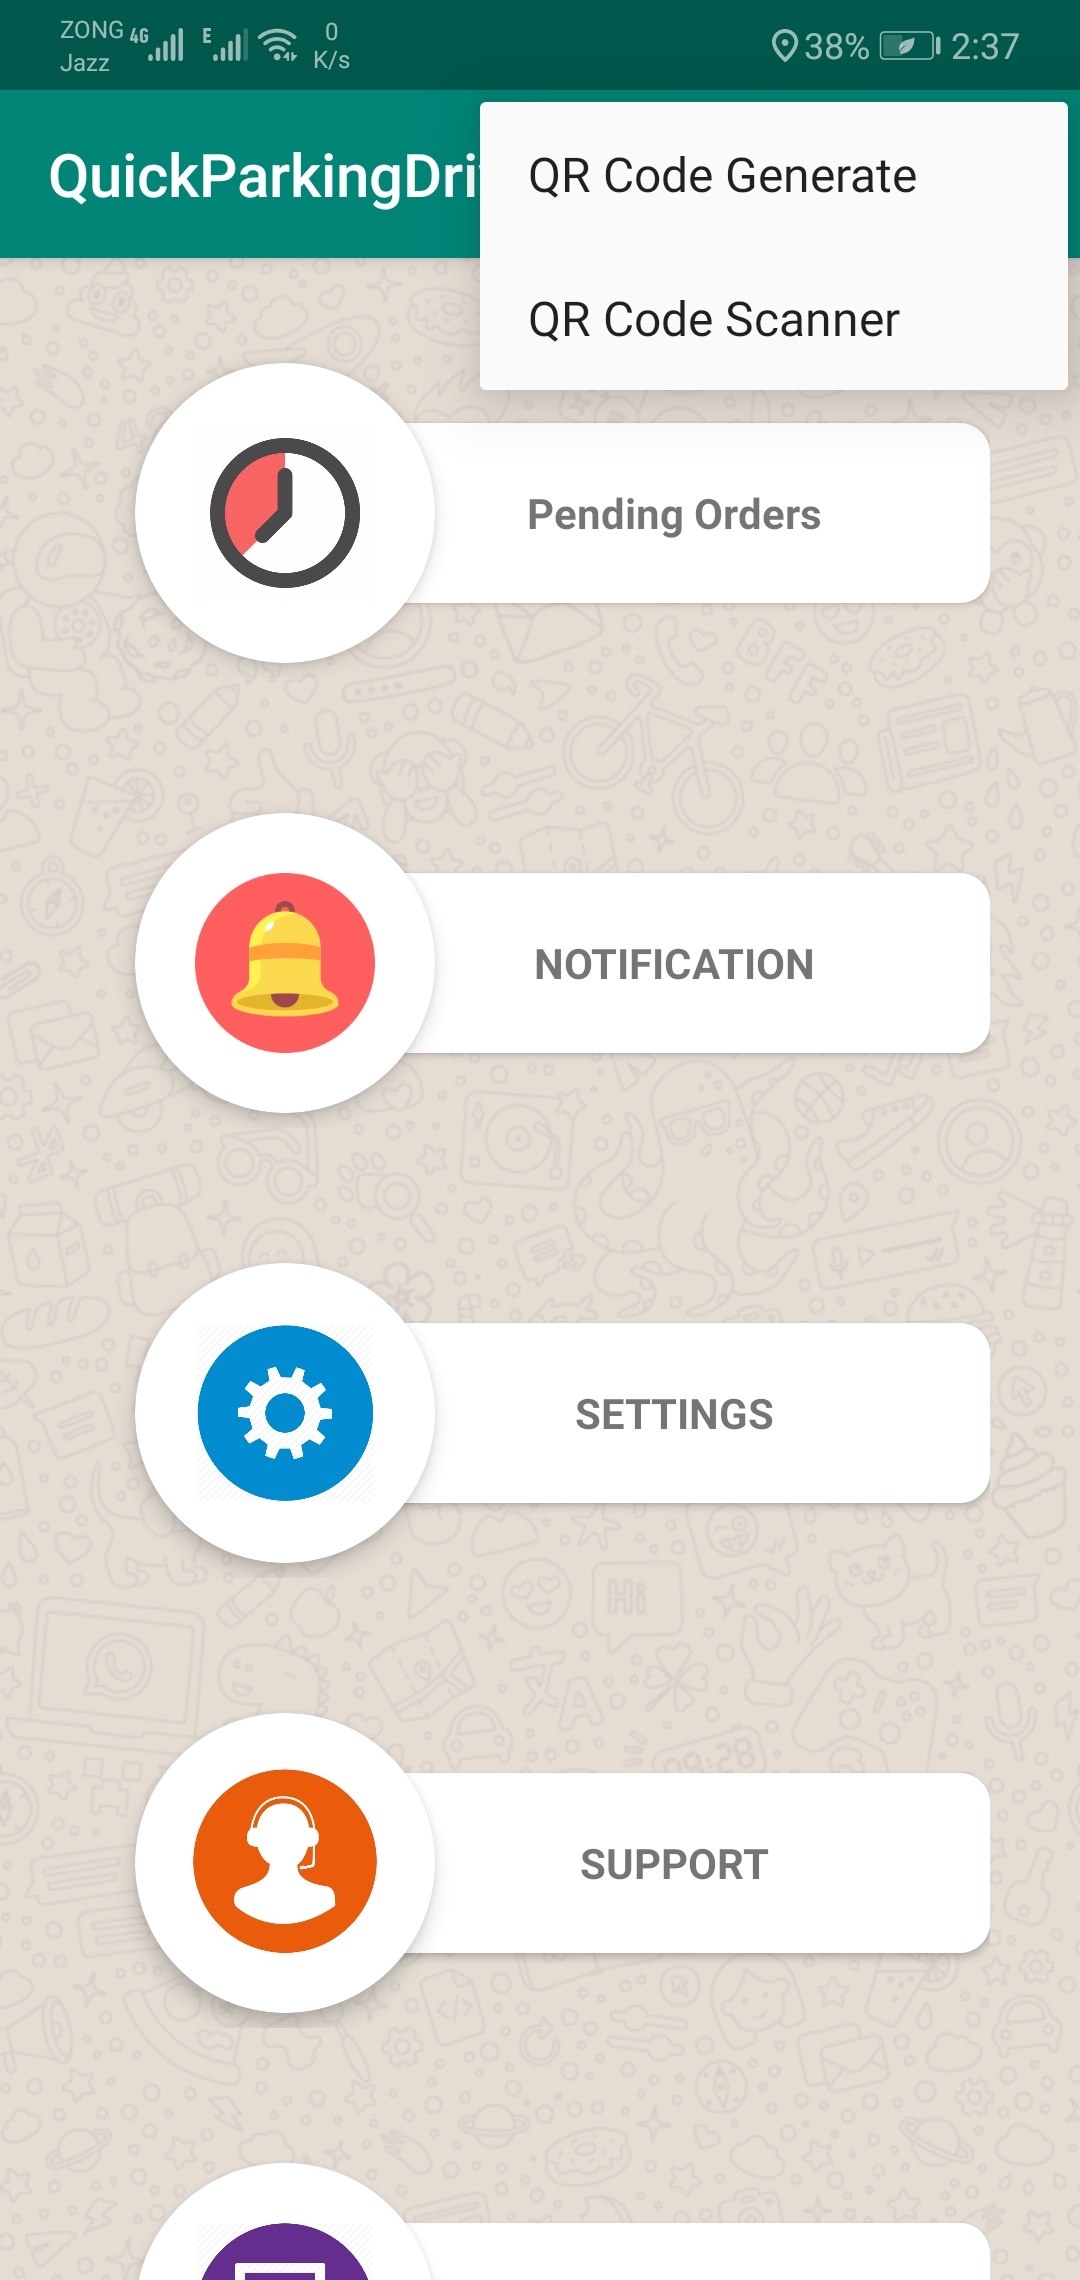 ZONG 4G E 0
Jazz K/s
38% 2:37
QuickParkingDri
QR Code Generate
QR Code Scanner
Pending Orders
NOTIFICATION
SETTINGS
Hi
SUPPORT